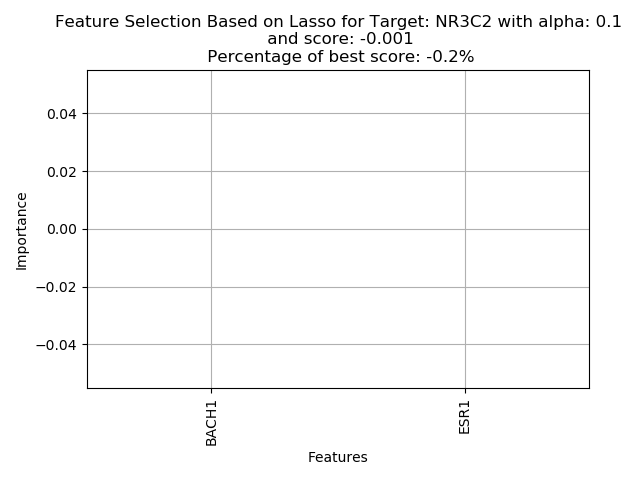 Feature Selection Based on Lasso for Target: NR3C2 with alpha: 0.1
and score: -0.001
Percentage of best score: -0.2%
0.04
0.02
0.00
−0.02
−0.04
Importance
BACH1
ESR1
Features